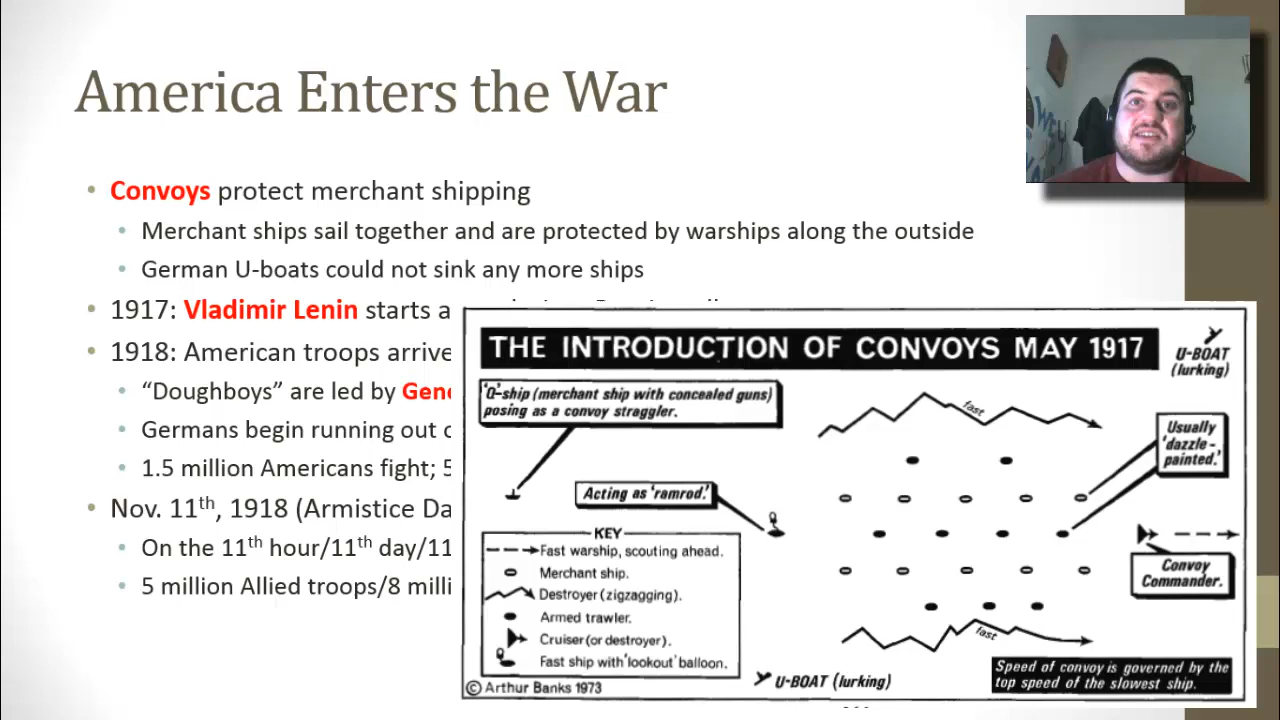 America Enters the War
Convoys protect merchant shipping
Merchant ships sail together and are protected by warships along the outside
German U-boats could not sink any more ships
1917: Vladimir Lenin starts a
1918: American troops arrive
“Doughboys” are led by
Germans begin running out
1.5 million Americans fight;
Nov. 11th, 1918 (Armistice
On the 11th hour/11th day/11
5 million Allied troops/8
THE INTRODUCTION OF CONVOYS MAY 1917
U-BOAT
(lurking)
'Q'-ship (merchant ship with concealed guns)
posing as a convoy straggler.
fast
Usually
'dazzle-
painted.'
Acting as 'ramrod.'
KEY
Fast warship, scouting ahead.
Merchant ship.
Destroyer (zigzagging).
Armed trawler.
Cruiser (or destroyer).
Fast ship with 'lookout' balloon.
Convoy
Commander.
fast
Speed of convoy is governed by the
top speed of the slowest ship.
U-BOAT (lurking)
© Arthur Banks 1973